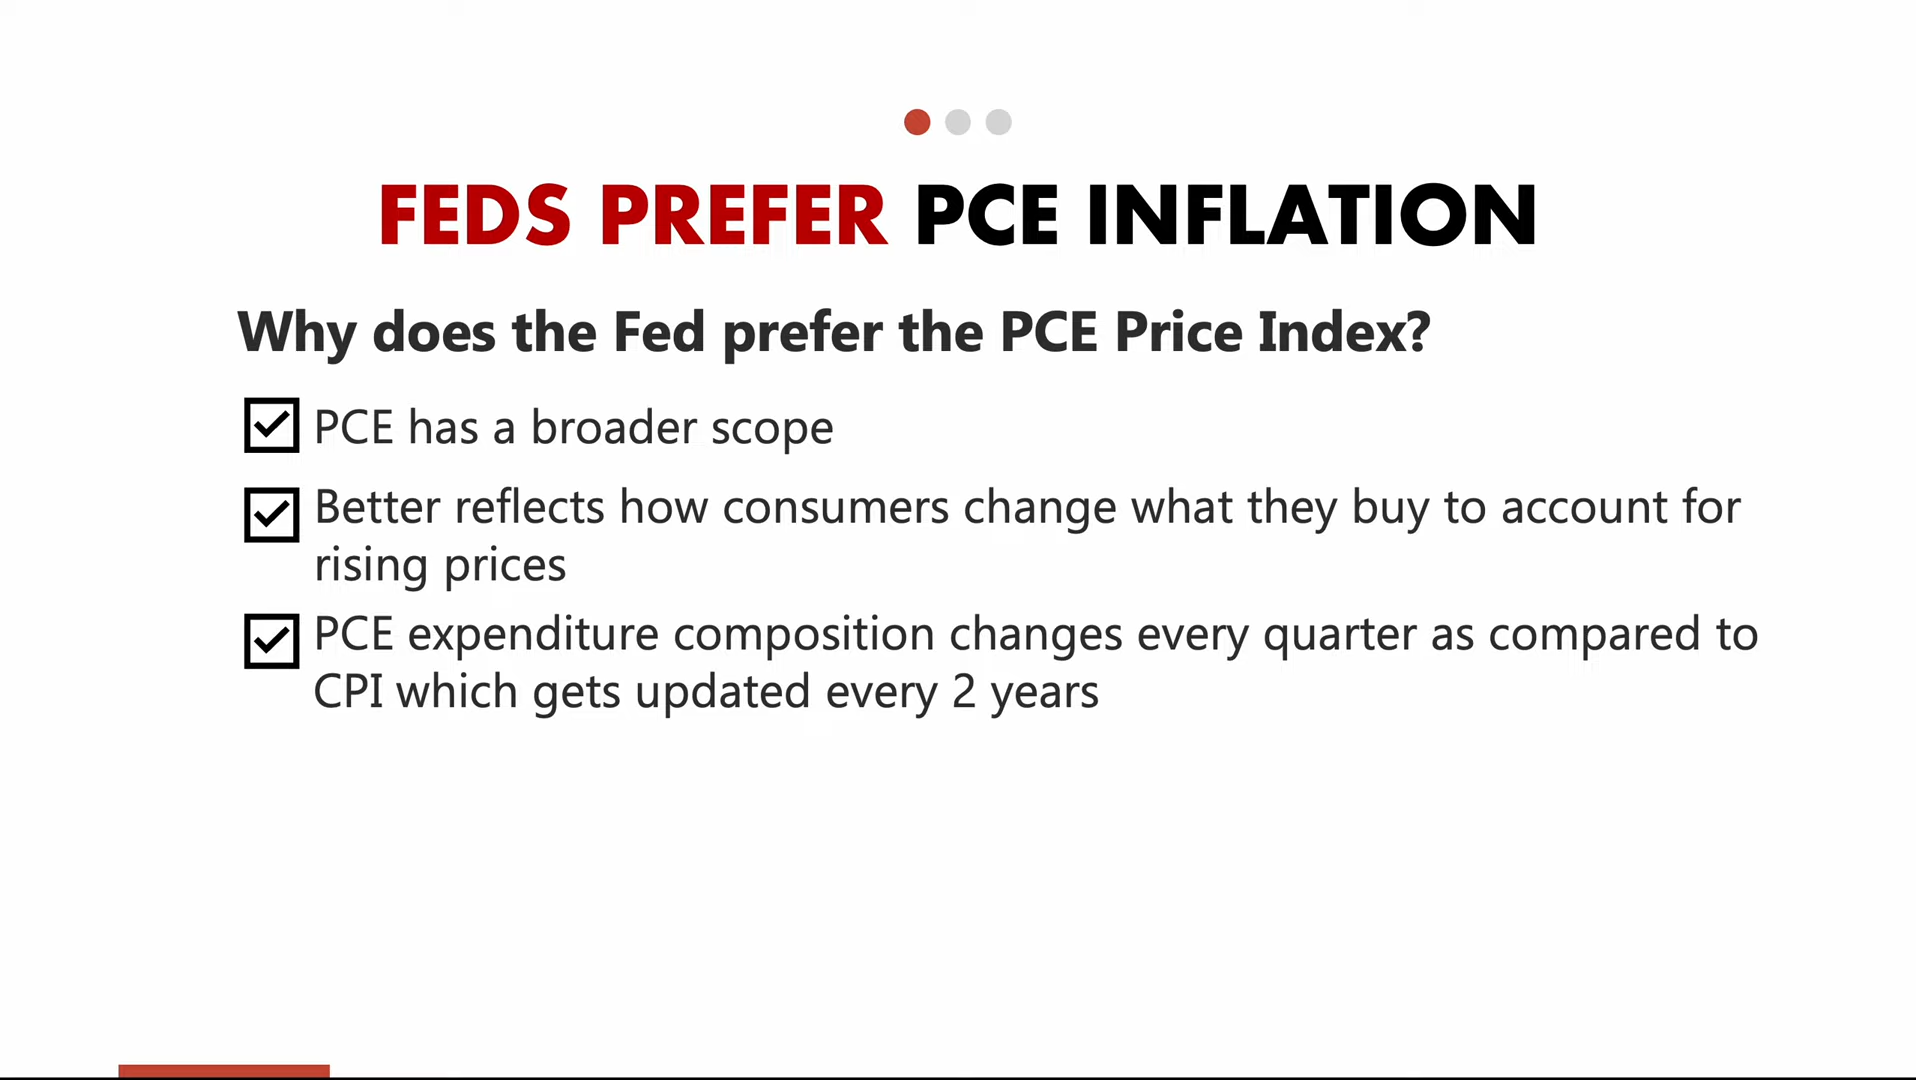 FEDS PREFER PCE INFLATION
Why does the Fed prefer the PCE Price Index?
PCE has a broader scope
Better reflects how consumers change what they buy to account for
rising prices
PCE expenditure composition changes every quarter as compared to
CPI which gets updated every 2 years